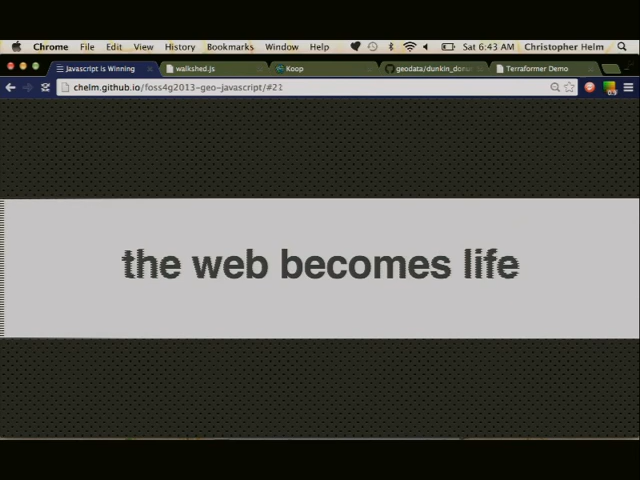 Chrome File Edit View History Bookmarks Window Help Sat 6:43 AM Christopher Helm
Javascript is Winning walkshed.js Koop geodata/dunkin_donu Terraformer Demo
chelm.github.io/foss4g2013-geo-javascript/#22
the web becomes life